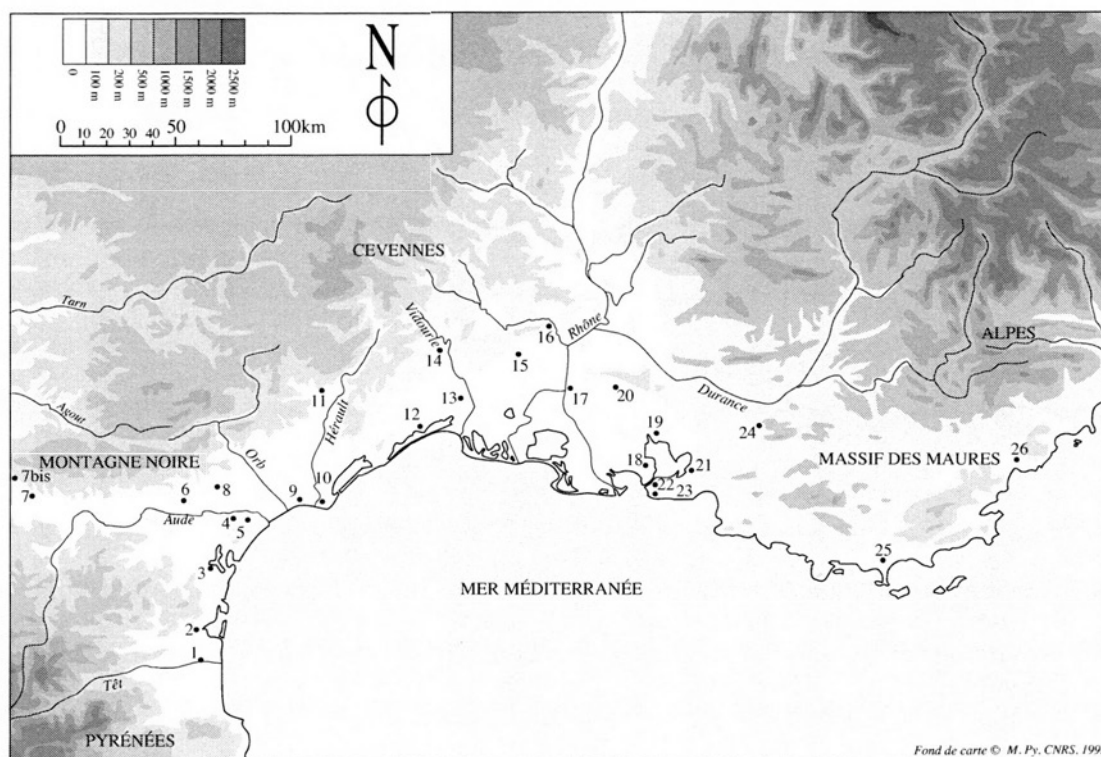 0
100 m
200 m
500 m
1000 m
1500 m
2000 m
2500 m
N
0 10 20 30 40 50 100km
CEVENNES
Tarn
Vidourle
16
Rhône
ALPES
14
15
Agout
11
Hérault
17
20
Durance
13
12
19
24
Orb
MONTAGNE NOIRE
MASSIF DES MAURES
26
7bis
7
6
8
9
10
18
21
22
23
Aude
4
5
3
25
MER MÉDITERRANÉE
2
1
Têt
PYRÉNÉES
Fond de carte © M. Py. CNRS. 199